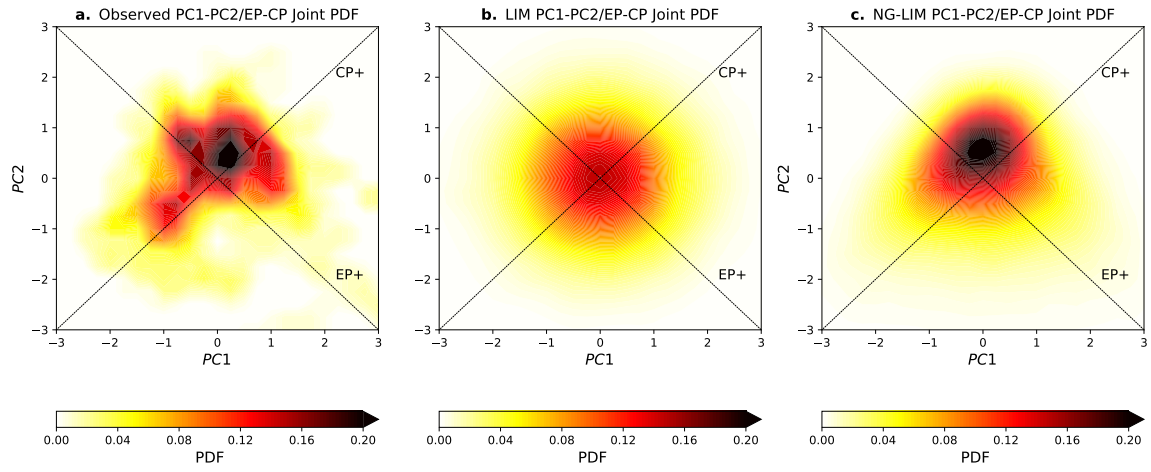 a. Observed PC1-PC2/EP-CP Joint PDF
3
2
1
0
−1
−2
−3
PC2
CP+
EP+
−3 −2 −1 0 1 2 3
PC1
0.00 0.04 0.08 0.12 0.16 0.20
PDF
b. LIM PC1-PC2/EP-CP Joint PDF
3
2
1
0
−1
−2
−3
CP+
EP+
−3 −2 −1 0 1 2 3
PC1
0.00 0.04 0.08 0.12 0.16 0.20
PDF
c. NG-LIM PC1-PC2/EP-CP Joint PDF
3
2
1
0
−1
−2
−3
PC2
CP+
EP+
−3 −2 −1 0 1 2 3
PC1
0.00 0.04 0.08 0.12 0.16 0.20
PDF